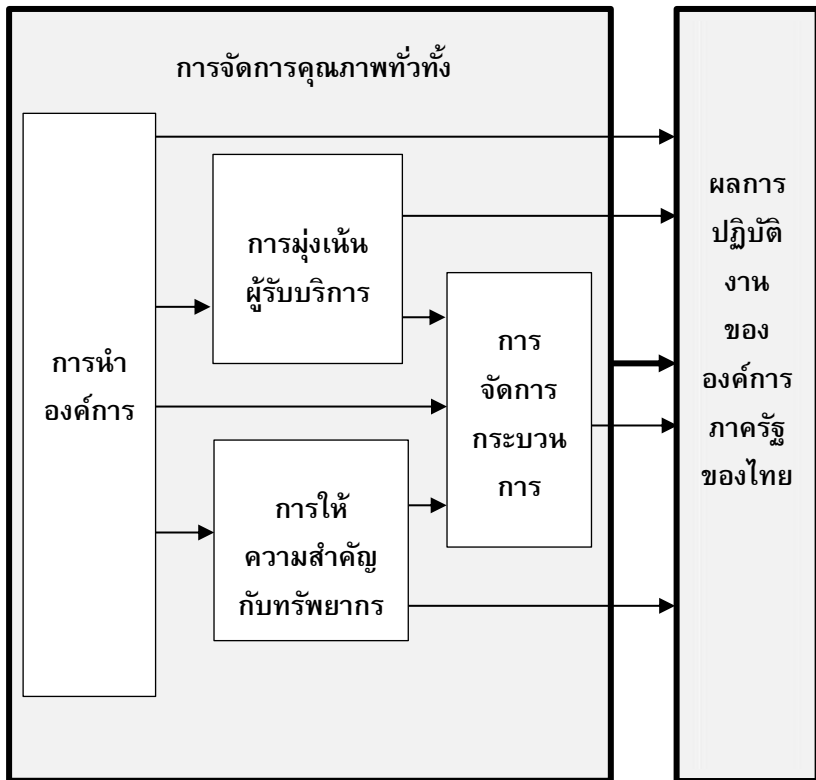 การจัดการคุณภาพทั่วทั้ง
การนำ
องค์การ
การมุ่งเน้น
ผู้รับบริการ
การให้
ความสำคัญ
กับทรัพยากร
การ
จัดการ
กระบวน
การ
ผลการ
ปฏิบัติ
งาน
ของ
องค์การ
ภาครัฐ
ของไทย